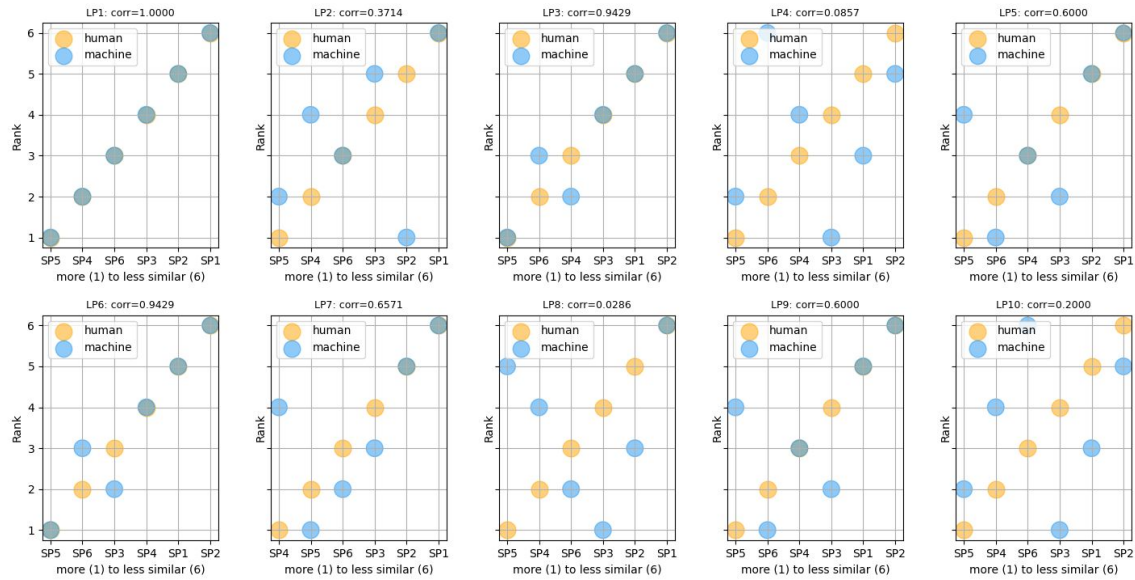 LP1: corr=1.0000
LP2: corr=0.3714
LP3: corr=0.9429
LP4: corr=0.0857
LP5: corr=0.6000
6
5
4
3
2
1
Rank
human
machine
SP5 SP4 SP6 SP3 SP2 SP1
more (1) to less similar (6)
Rank
human
machine
SP5 SP4 SP6 SP3 SP2 SP1
more (1) to less similar (6)
Rank
human
machine
SP5 SP6 SP4 SP3 SP1 SP2
more (1) to less similar (6)
Rank
human
machine
SP5 SP6 SP4 SP3 SP1 SP2
more (1) to less similar (6)
Rank
human
machine
SP5 SP6 SP4 SP3 SP2 SP1
more (1) to less similar (6)
LP6: corr=0.9429
LP7: corr=0.6571
LP8: corr=0.0286
LP9: corr=0.6000
LP10: corr=0.2000
6
5
4
3
2
1
Rank
human
machine
SP5 SP6 SP3 SP4 SP1 SP2
more (1) to less similar (6)
Rank
human
machine
SP4 SP5 SP6 SP3 SP2 SP1
more (1) to less similar (6)
Rank
human
machine
SP5 SP4 SP6 SP3 SP2 SP1
more (1) to less similar (6)
Rank
human
machine
SP5 SP6 SP4 SP3 SP1 SP2
more (1) to less similar (6)
Rank
human
machine
SP5 SP4 SP6 SP3 SP1 SP2
more (1) to less similar (6)